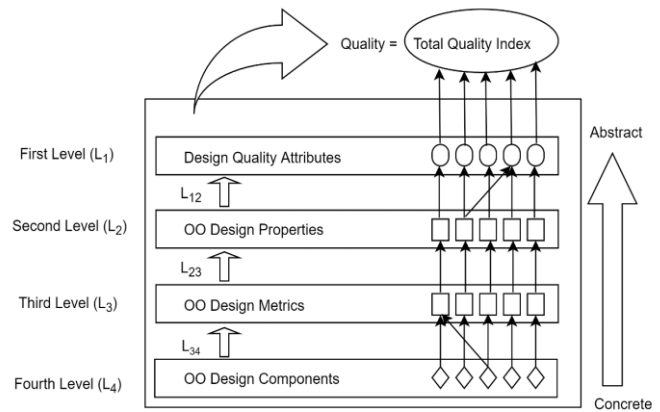 Quality = Total Quality Index
Abstract
First Level (L1)
Design Quality Attributes
L12
Second Level (L2)
OO Design Properties
L23
Third Level (L3)
OO Design Metrics
L34
Fourth Level (L4)
OO Design Components
Concrete